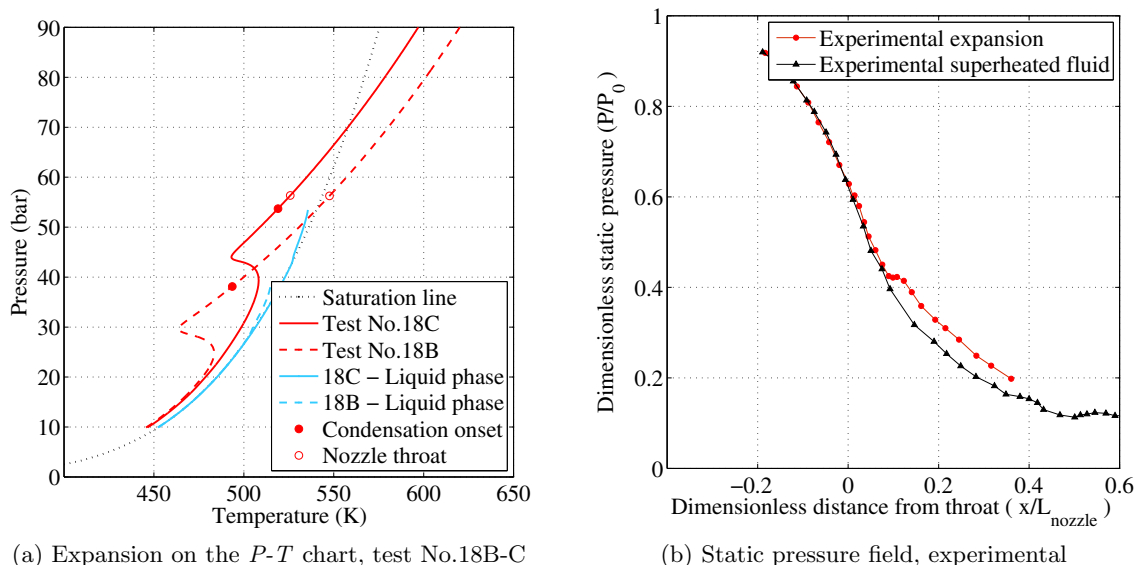 90
80
70
60
50
40
30
20
10
0
450
500
550
600
650
Pressure (bar)
Temperature (K)
Saturation line
Test No.18C
Test No.18B
18C – Liquid phase
18B – Liquid phase
Condensation onset
Nozzle throat
(a) Expansion on the P-T chart, test No.18B-C
1
0.8
0.6
0.4
0.2
0
−0.2
0
0.2
0.4
0.6
Dimensionless static pressure (P/P0)
Dimensionless distance from throat ( x/Lnozzle)
Experimental expansion
Experimental superheated fluid
(b) Static pressure field, experimental